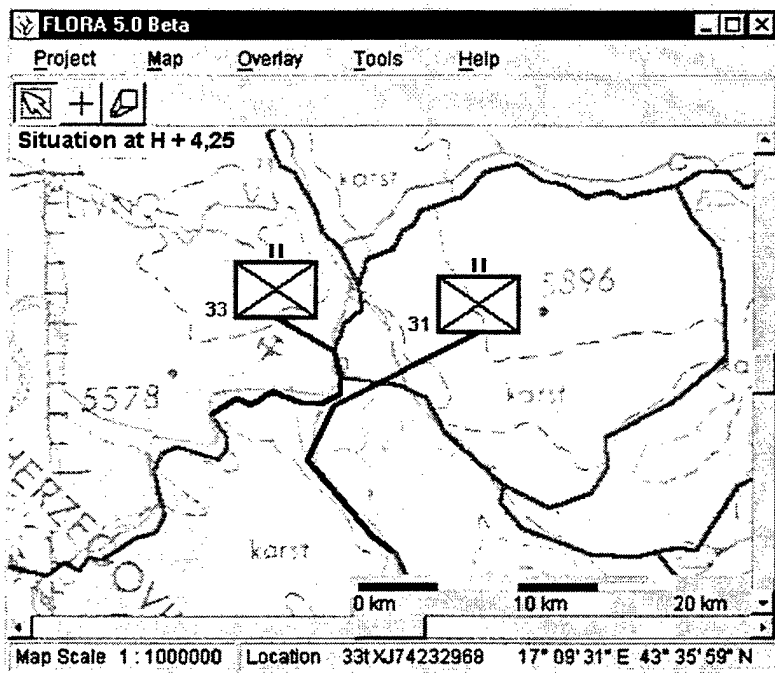 FLORA 5.0 Beta
Project Map Overlay Tools Help
Situation at H + 4,25
karst
II
II
5896
33
31
5578
karst
karst
0 km 10 km 20 km
Map Scale 1 : 1000000 Location 33tXJ74232968 17° 09'31" E 43° 35'59" N